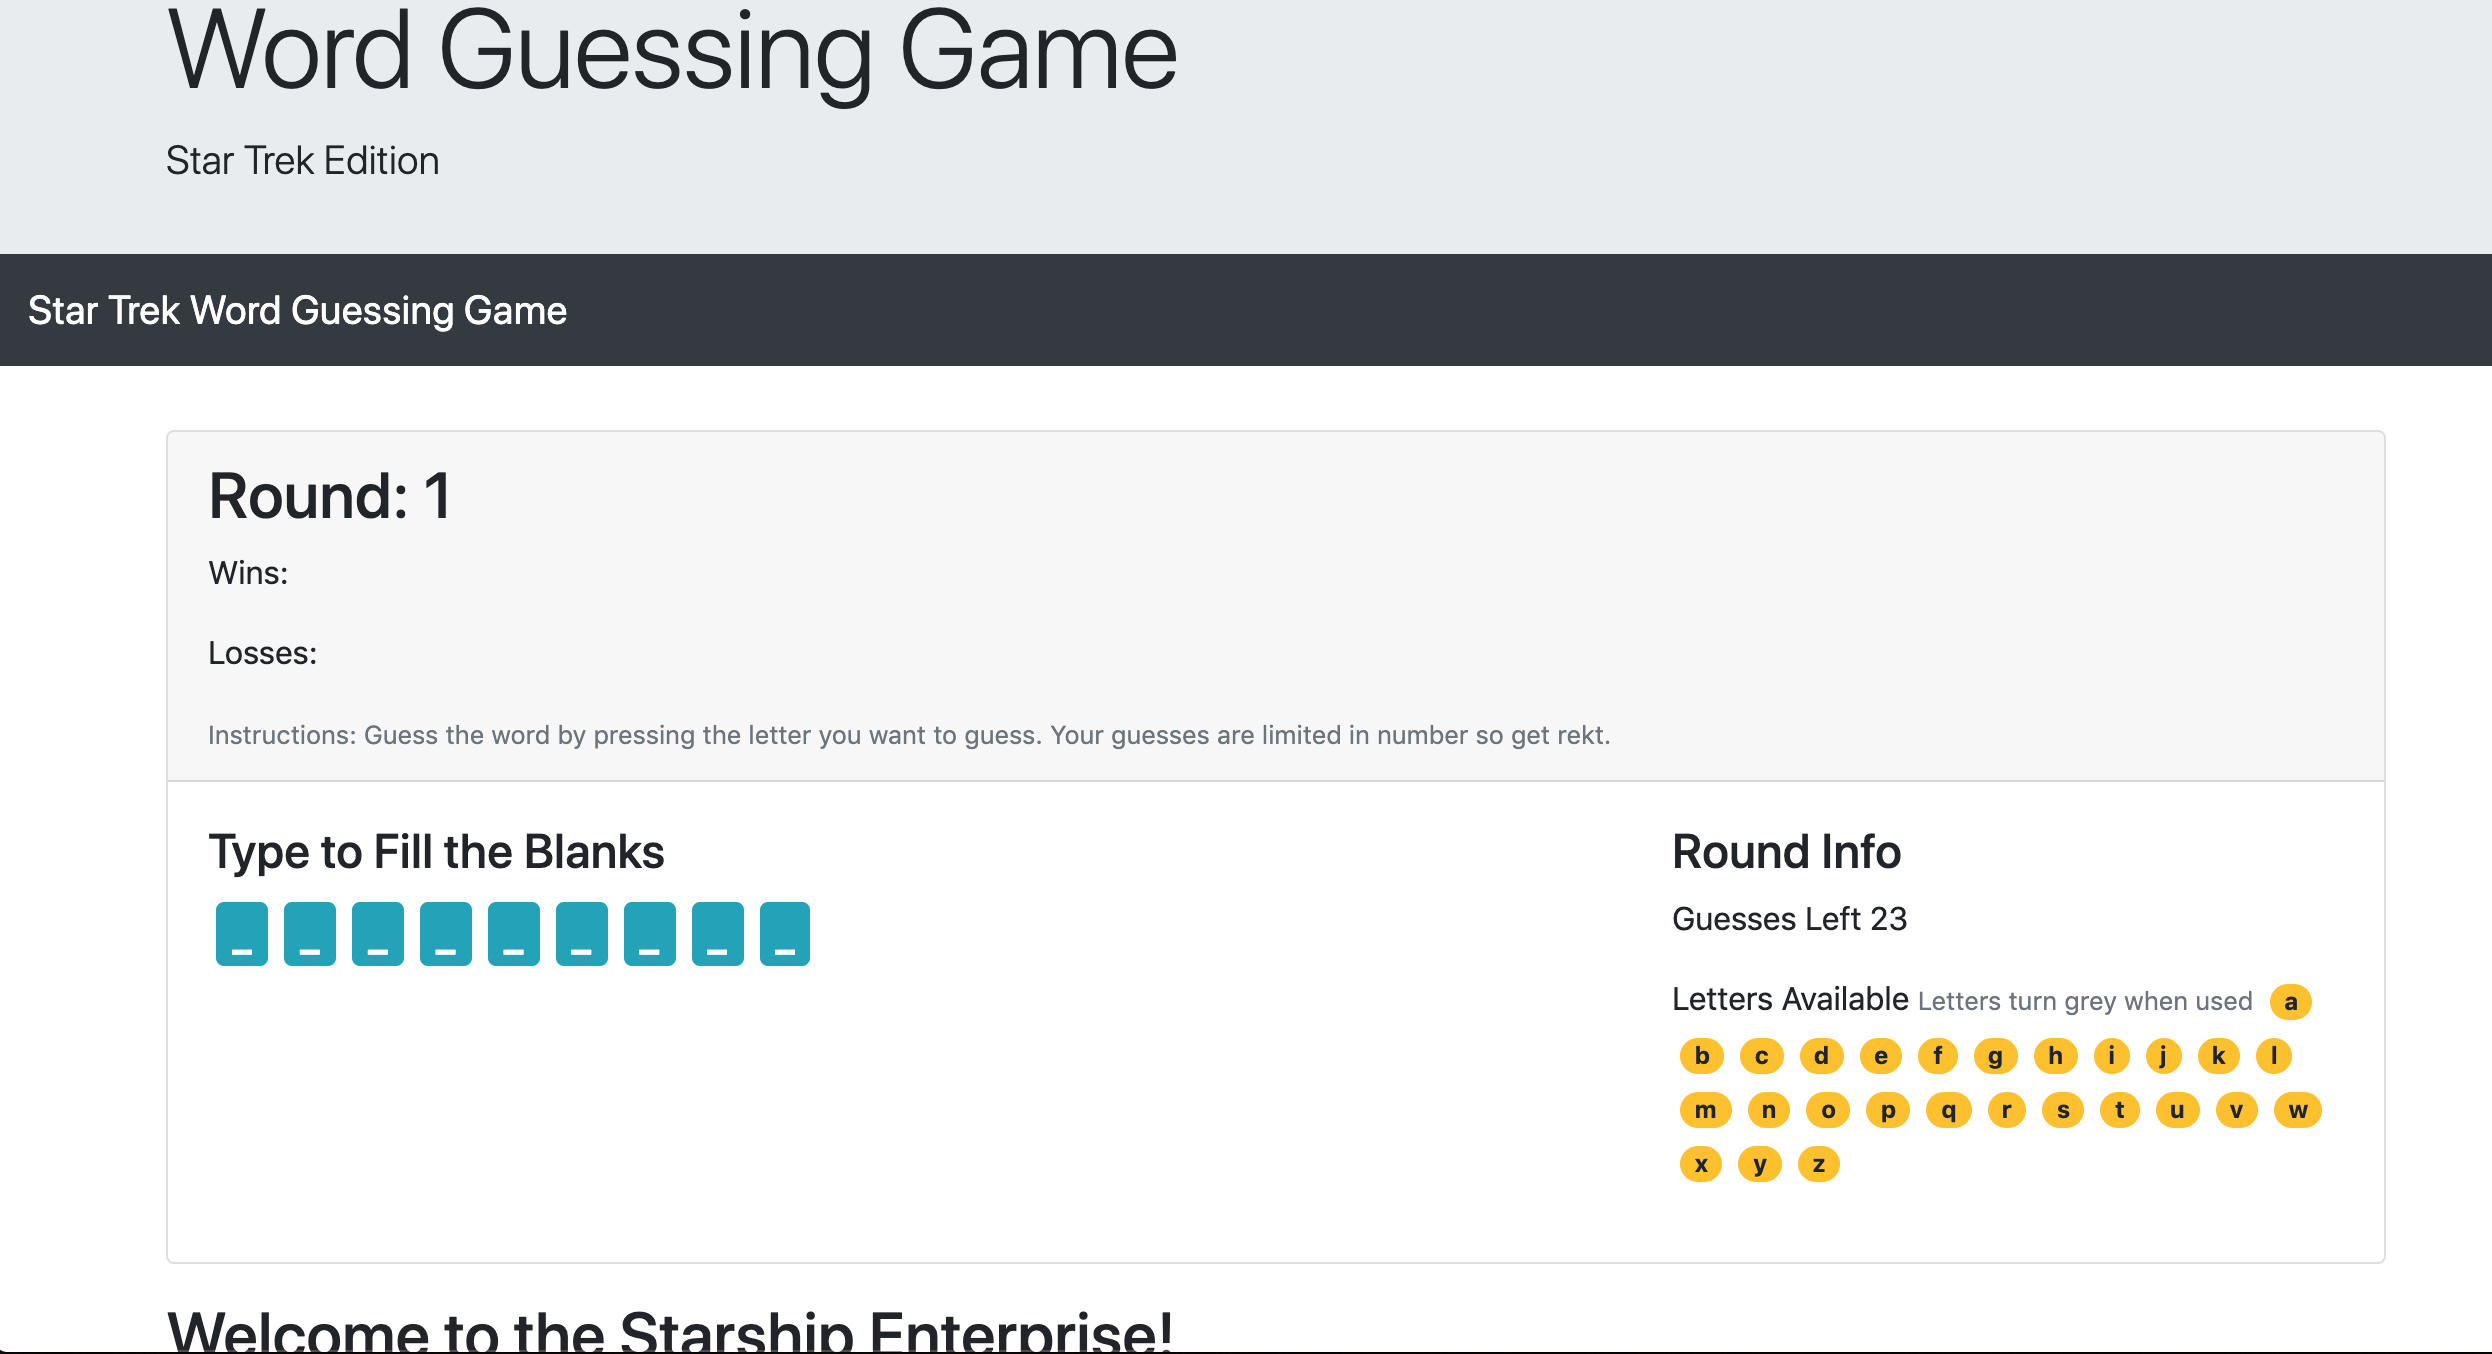 Word Guessing Game
Star Trek Edition
Star Trek Word Guessing Game
Round: 1
Wins:
Losses:
Instructions: Guess the word by pressing the letter you want to guess. Your guesses are limited in number so get rekt.
Type to Fill the Blanks
_ _ _ _ _ _ _ _ _
Round Info
Guesses Left 23
Letters Available Letters turn grey when used a
b c d e f g h i j k l
m n o p q r s t u v w
x y z
Welcome to the Starship Enterprise!